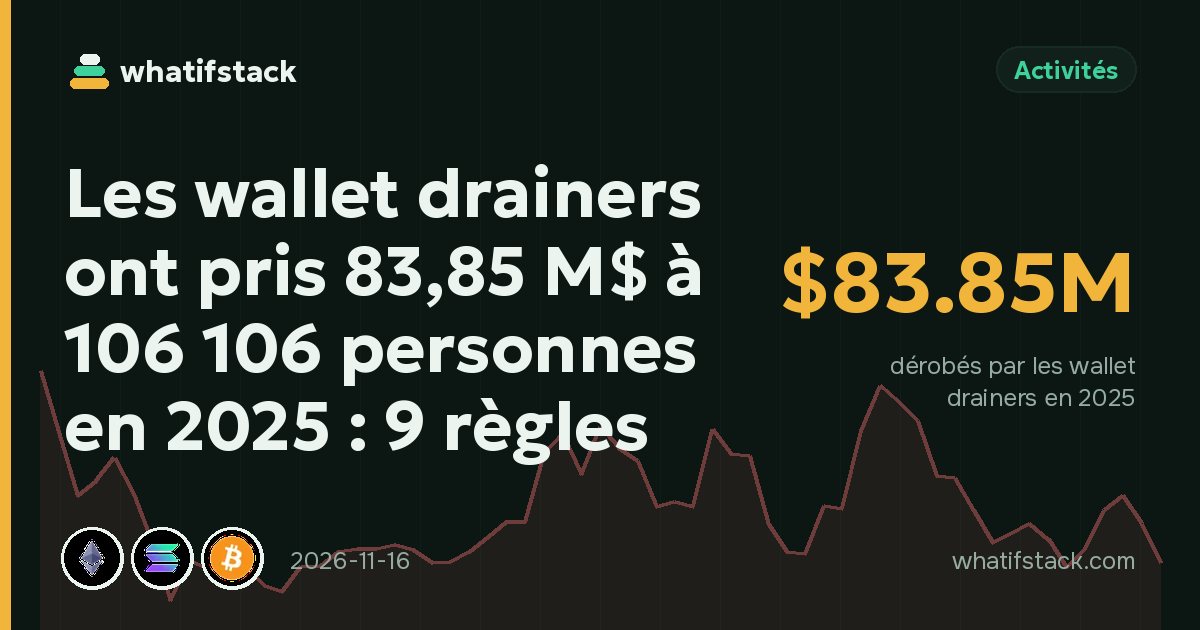 whatifstack
Activités
Les wallet drainers
ont pris 83,85 M$ à
106 106 personnes
en 2025 : 9 règles
$83.85M
dérobés par les wallet
drainers en 2025
2026-11-16
whatifstack.com